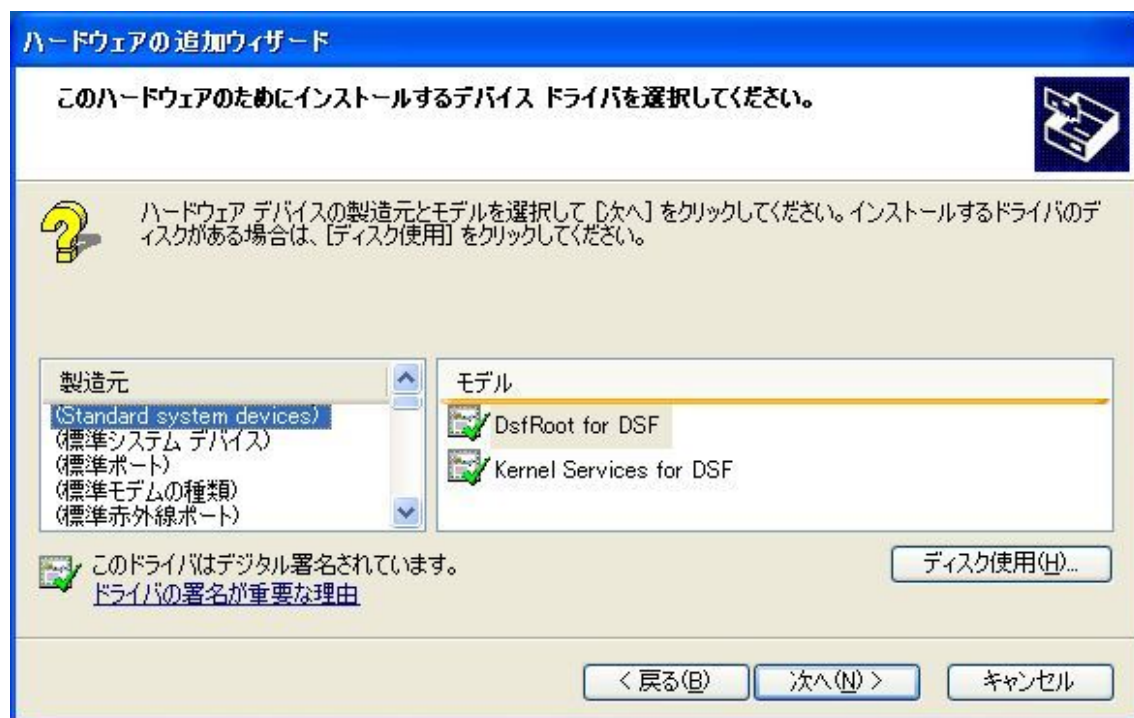 ハードウェアの追加ウィザード
このハードウェアのためにインストールするデバイス ドライバを選択してください。
ハードウェア デバイスの製造元とモデルを選択して [次へ] をクリックしてください。インストールするドライバのデ
ィスクがある場合は、[ディスク使用] をクリックしてください。
製造元
(Standard system devices)
(標準システム デバイス)
(標準ポート)
(標準モデムの種類)
(標準赤外線ポート)
モデル
DsfRoot for DSF
Kernel Services for DSF
このドライバはデジタル署名されています。
ドライバの署名が重要な理由
ディスク使用(H)...
< 戻る(B)
次へ(N) >
キャンセル